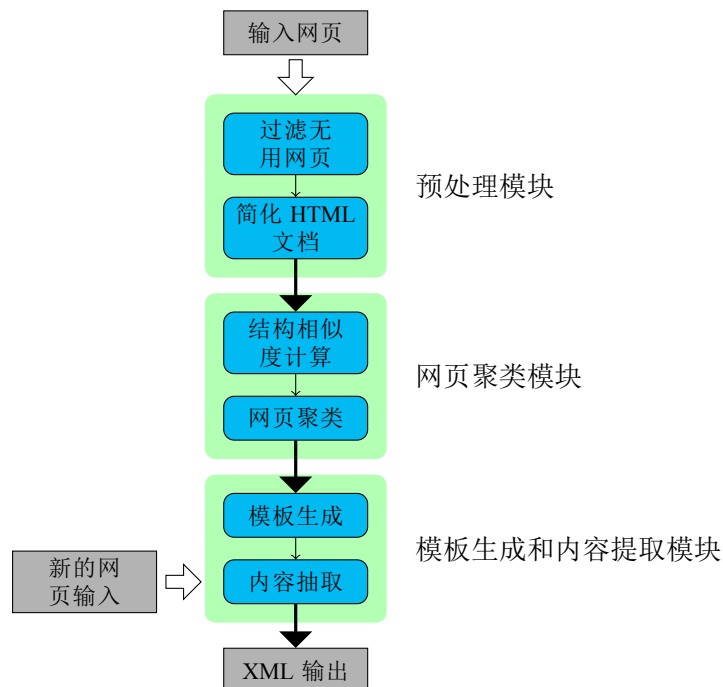 输入网页
过滤无
用网页
简化 HTML
文档
预处理模块
结构相似
度计算
网页聚类
网页聚类模块
模板生成
内容抽取
模板生成和内容提取模块
新的网
页输入
XML 输出